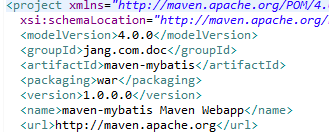 <project xmlns="http://maven.apache.org/POM/4.
xsi:schemaLocation="http://maven.apache.org/
<modelVersion>4.0.0</modelVersion>
<groupId>jang.com.doc</groupId>
<artifactId>maven-mybatis</artifactId>
<packaging>war</packaging>
<version>1.0.0.0</version>
<name>maven-mybatis Maven Webapp</name>
<url>http://maven.apache.org</url>